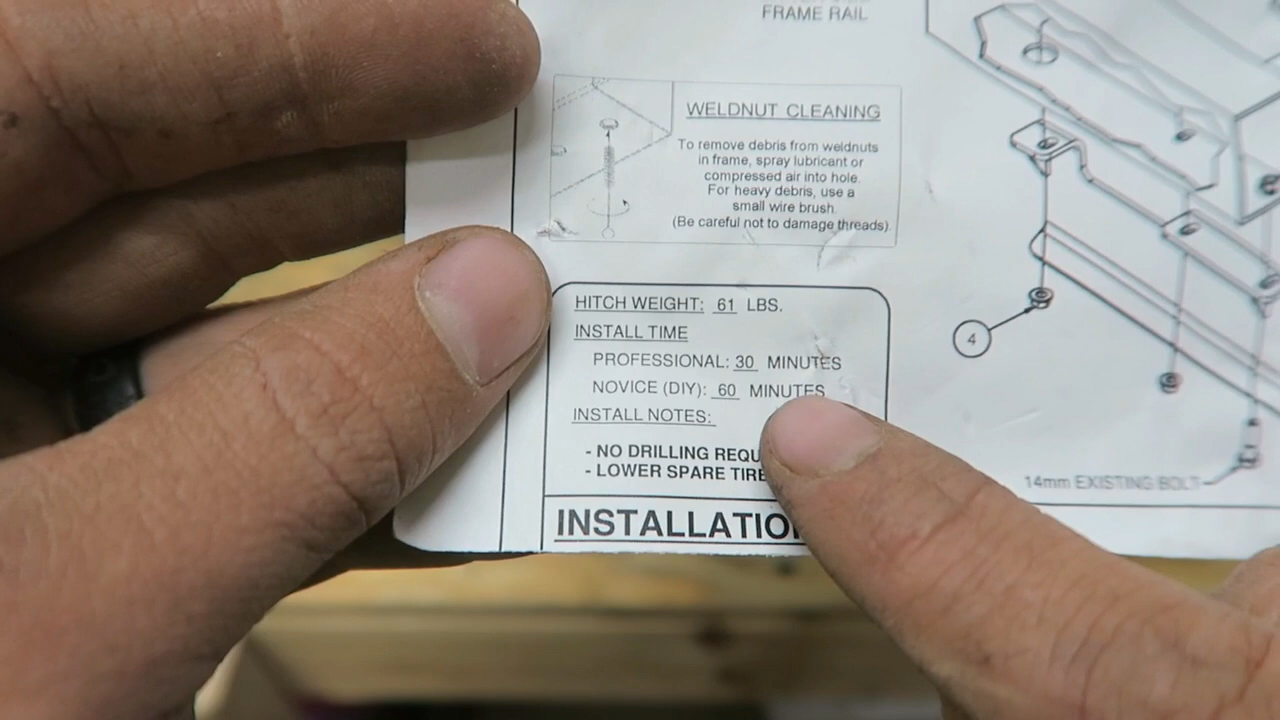 FRAME RAIL
WELDNUT CLEANING
To remove debris from weldnuts
in frame, spray lubricant or
compressed air into hole.
For heavy debris, use a
small wire brush.
(Be careful not to damage threads).
HITCH WEIGHT: 61 LBS.
INSTALL TIME
PROFESSIONAL: 30 MINUTES
NOVICE (DIY): 60 MINUTES
INSTALL NOTES:
- NO DRILLING
- LOWER SPARE TIRE
4
14mm EXISTING BOLT